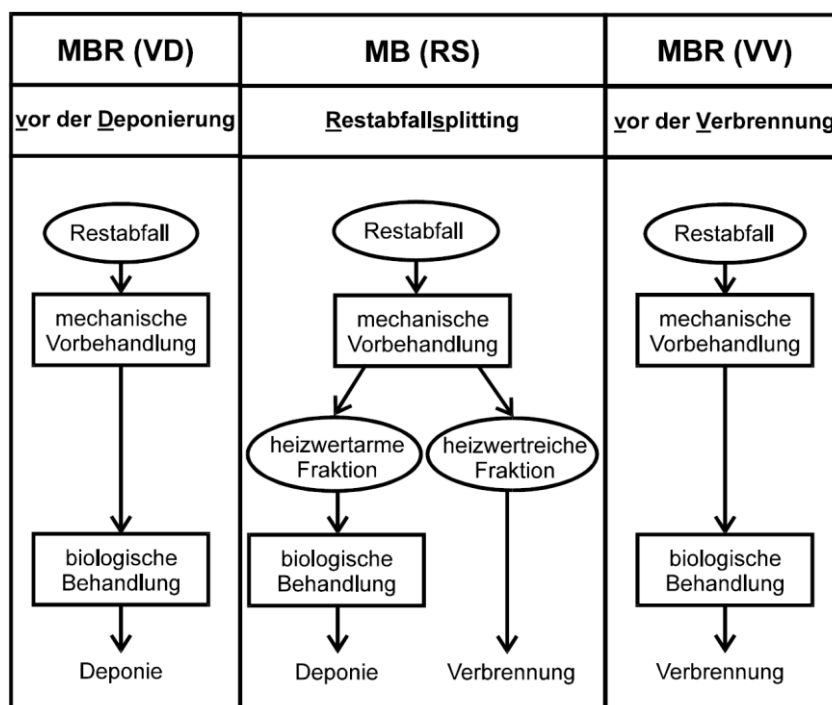 MBR (VD)
MB (RS)
MBR (VV)
vor der Deponierung
Restabfallsplitting
vor der Verbrennung
Restabfall
mechanische
Vorbehandlung
biologische
Behandlung
Deponie
Restabfall
mechanische
Vorbehandlung
heizwertarme
Fraktion
heizwertreiche
Fraktion
biologische
Behandlung
Deponie
Verbrennung
Restabfall
mechanische
Vorbehandlung
biologische
Behandlung
Verbrennung